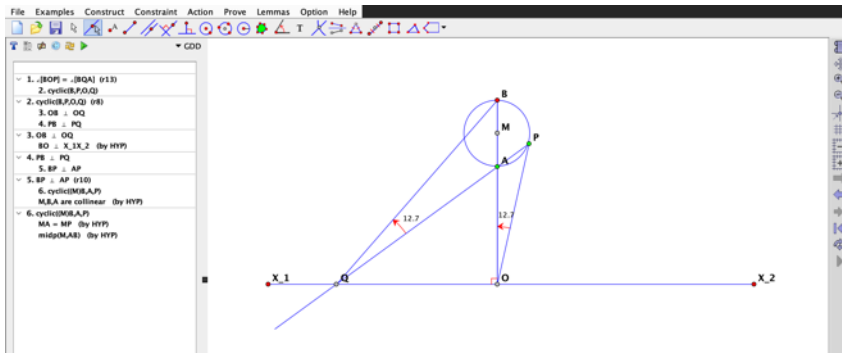 File Examples Construct Constraint Action Prove Lemmas Option Help
A T
GDD
1. ∠[BOP] = ∠[BQA] (r13)
2. cyclic(B,P,O,Q)
2. cyclic(B,P,O,Q) (r8)
3. OB ⊥ OQ
4. PB ⊥ PQ
3. OB ⊥ OQ
BO ⊥ X_1X_2 (by HYP)
4. PB ⊥ PQ
5. BP ⊥ AP
5. BP ⊥ AP (r10)
6. cyclic((M)B,A,P)
M,B,A are collinear (by HYP)
6. cyclic((M)B,A,P)
MA = MP (by HYP)
midp(M,AB) (by HYP)
B
M
P
A
12.7
12.7
X_1
Q
O
X_2